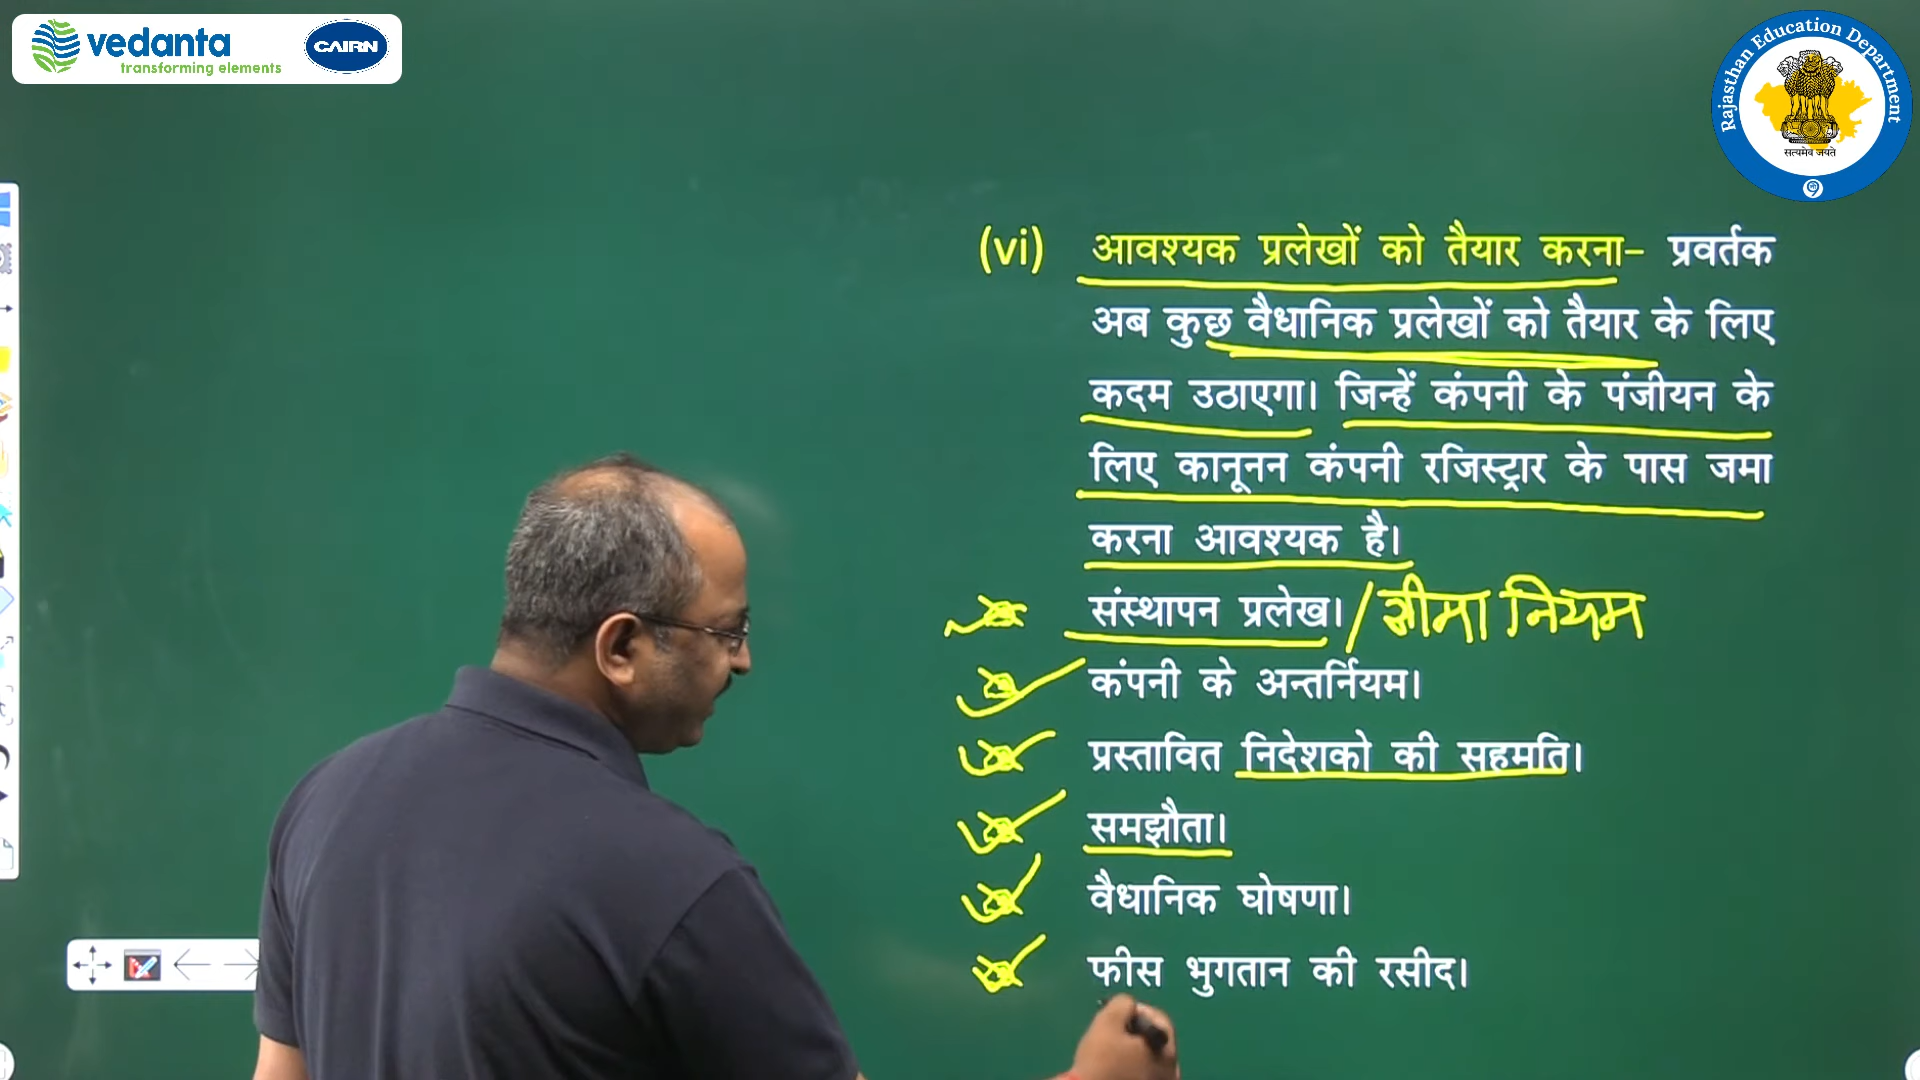 vedanta
transforming elements
CAIRN
Rajasthan Education Department
सत्यमेव जयते
(vi) आवश्यक प्रलेखों को तैयार करना– प्रवर्तक
अब कुछ वैधानिक प्रलेखों को तैयार के लिए
कदम उठाएगा। जिन्हें कंपनी के पंजीयन के
लिए कानूनन कंपनी रजिस्ट्रार के पास जमा
करना आवश्यक है।
संस्थापन प्रलेख। / सीमा नियम
कंपनी के अन्तर्नियम।
प्रस्तावित निदेशको की सहमति।
समझौता।
वैधानिक घोषणा।
फीस भुगतान की रसीद।